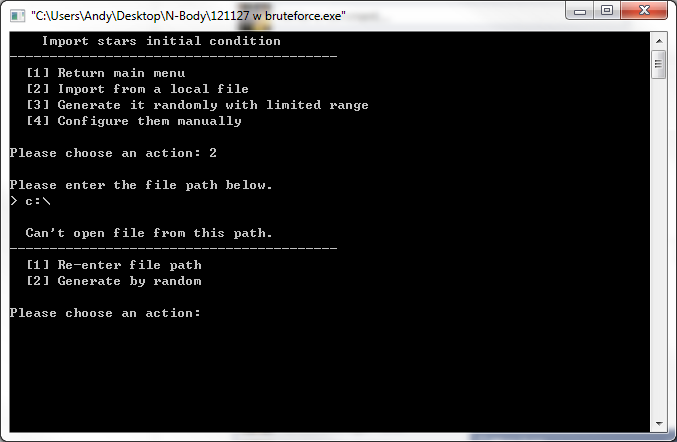 "C:\Users\Andy\Desktop\N-Body\121127 w bruteforce.exe"
Import stars initial condition
-----------------------------------------
[1] Return main menu
[2] Import from a local file
[3] Generate it randomly with limited range
[4] Configure them manually
Please choose an action: 2
Please enter the file path below.
> c:\
Can't open file from this path.
-----------------------------------------
[1] Re-enter file path
[2] Generate by random
Please choose an action: